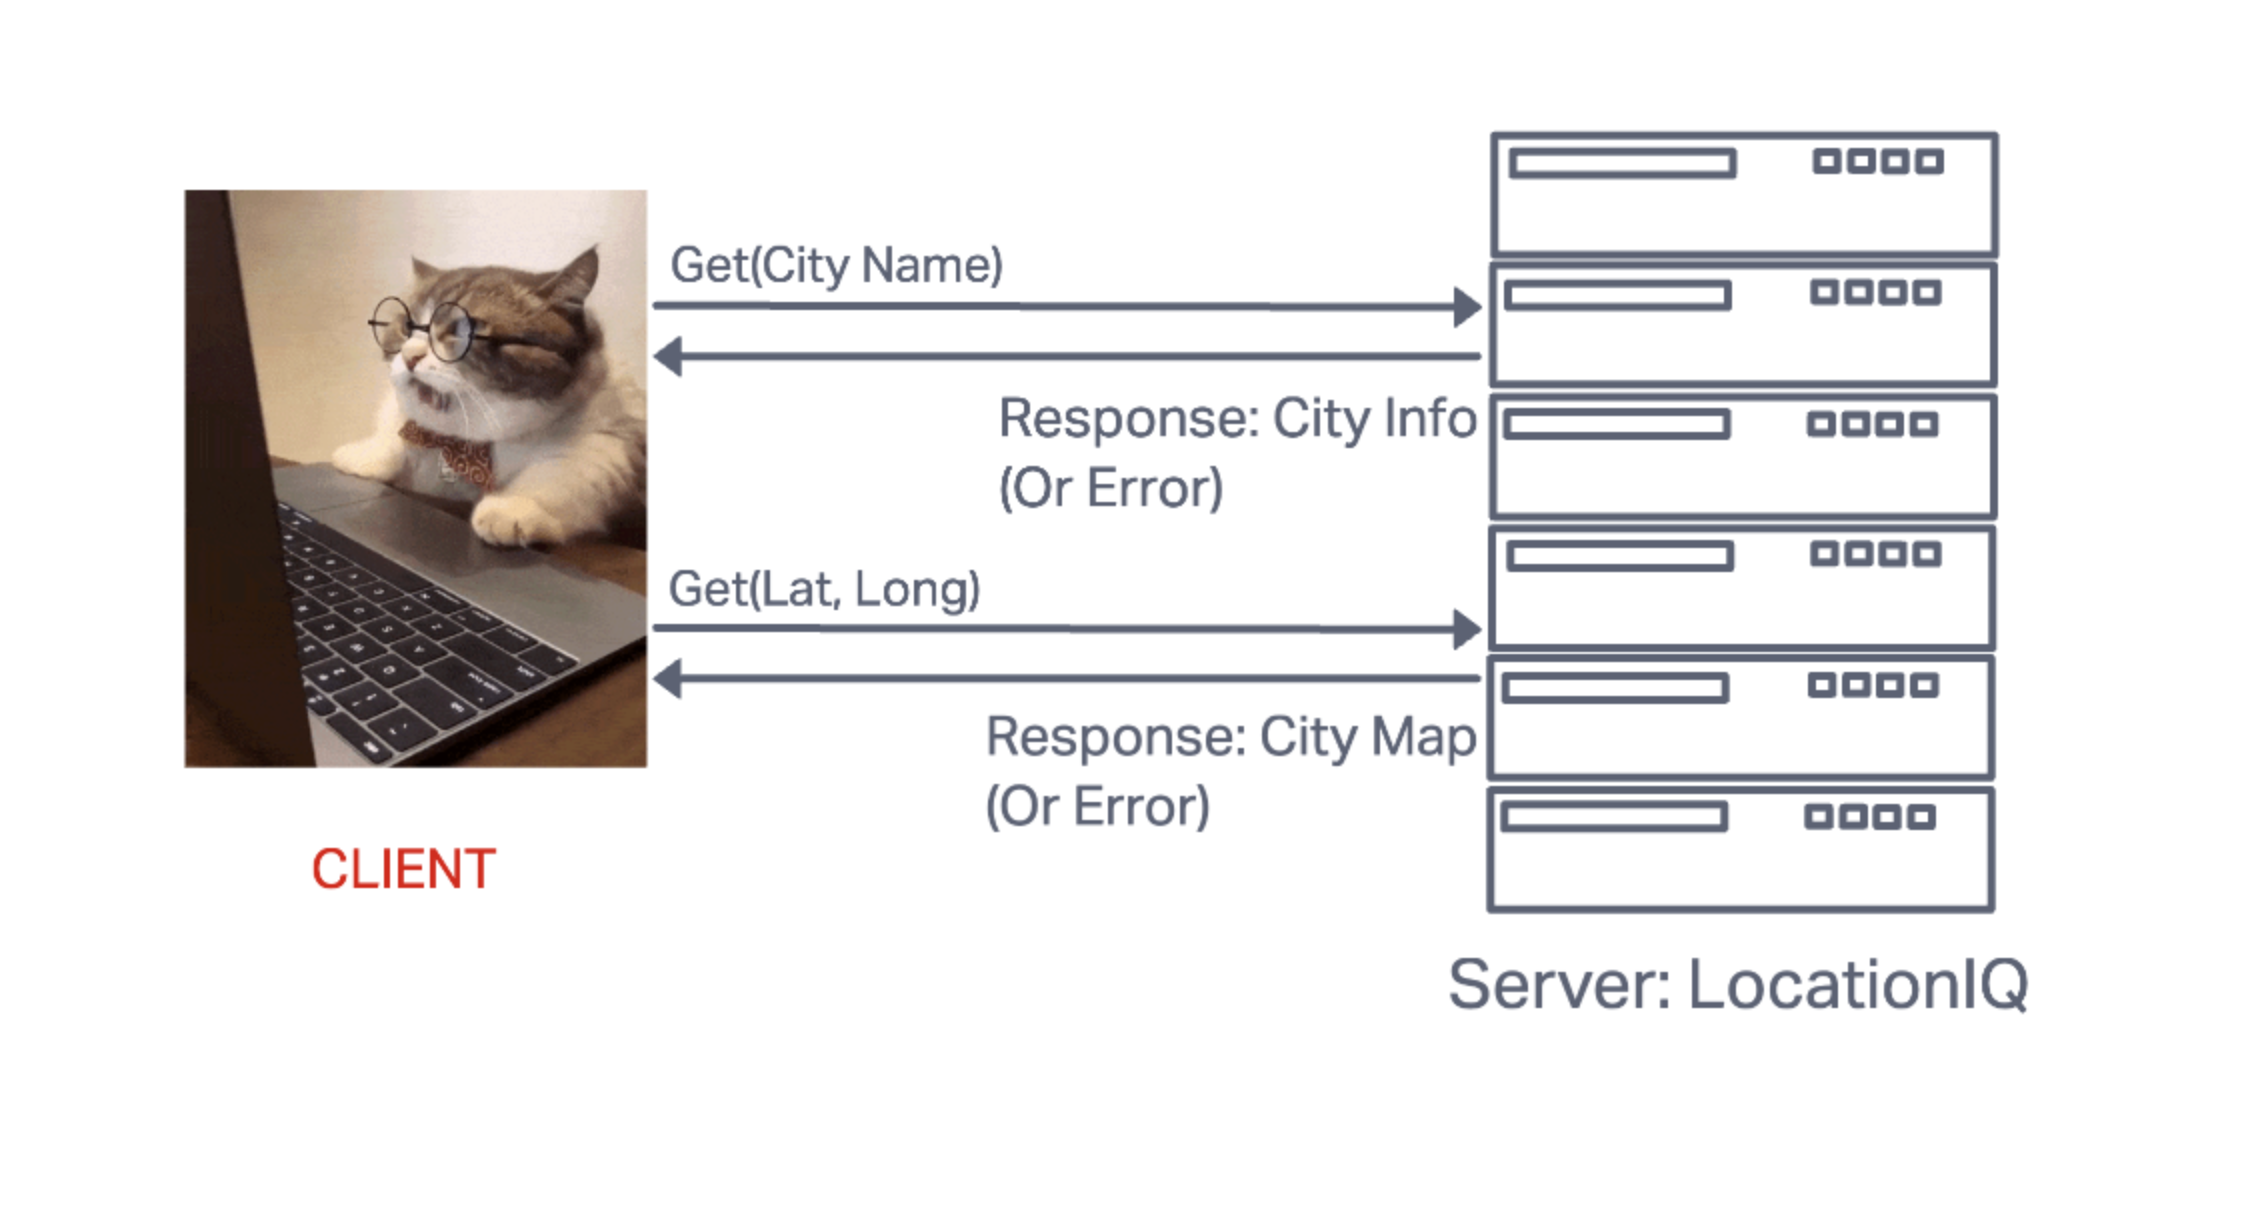 Get(City Name)
Response: City Info
(Or Error)
Get(Lat, Long)
Response: City Map
(Or Error)
CLIENT
Server: LocationIQ